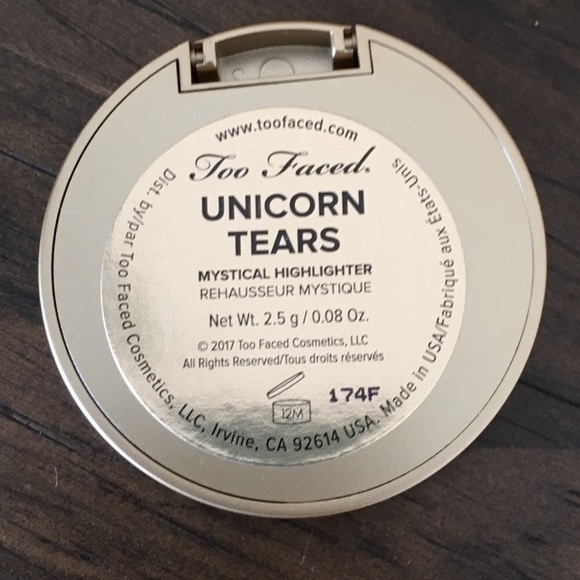 www.toofaced.com
Too Faced.
UNICORN
TEARS
MYSTICAL HIGHLIGHTER
REHAUSSEUR MYSTIQUE
Net Wt. 2.5 g / 0.08 Oz.
© 2017 Too Faced Cosmetics, LLC
All Rights Reserved/Tous droits réservés
12M
174F
Dist. by/par Too Faced Cosmetics, LLC, Irvine, CA 92614 USA. Made in USA/Fabriqué aux États-Unis